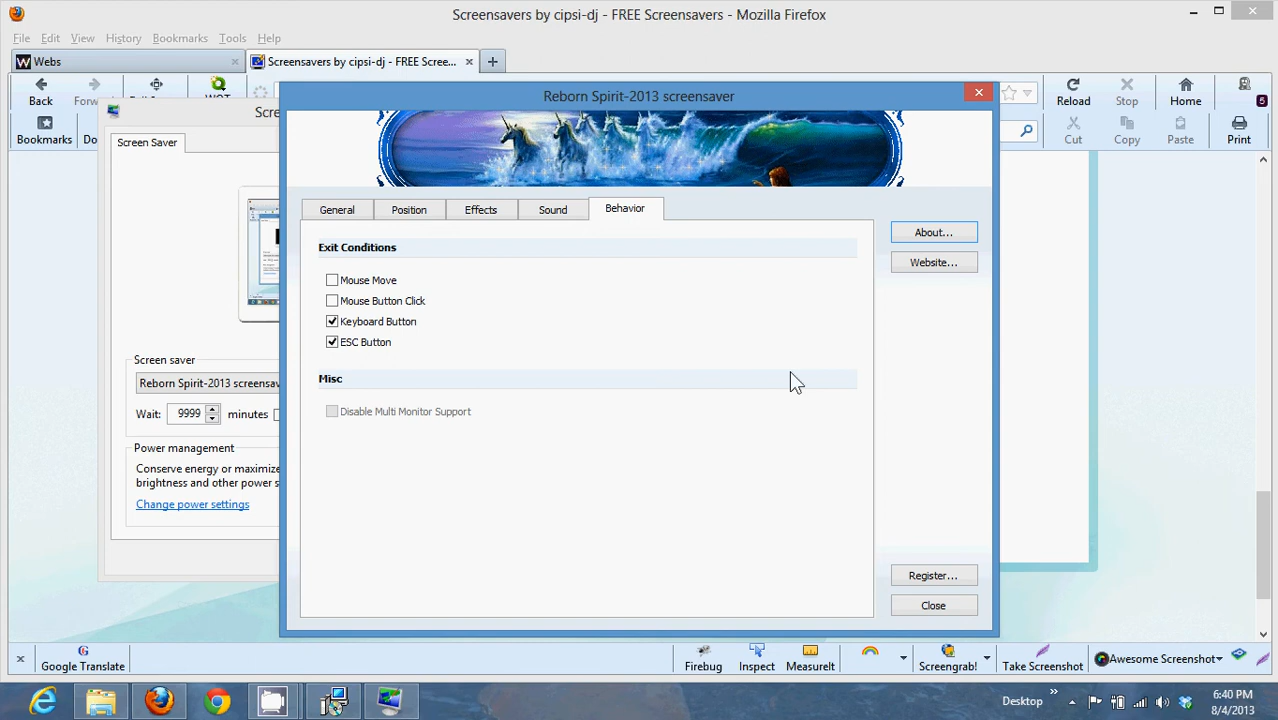 Screensavers by cipsi-dj - FREE Screensavers - Mozilla Firefox
File Edit View History Bookmarks Tools Help
Webs
Screensavers by cipsi-dj - FREE Scree...
Back
Reload
Stop
Home
5
Bookmarks
Cut
Copy
Paste
Print
Reborn Spirit-2013 screensaver
Screen Saver
General
Position
Effects
Sound
Behavior
About...
Website...
Exit Conditions
Mouse Move
Mouse Button Click
Keyboard Button
ESC Button
Misc
Disable Multi Monitor Support
Register...
Close
Screen saver
Reborn Spirit-2013
Wait: 9999 minutes
Power management
Conserve energy or maximize
brightness and other power
Change power settings
Google Translate
Firebug
Inspect
MeasureIt
Screengrab!
Take Screenshot
Awesome Screenshot
Desktop
6:40 PM
8/4/2013